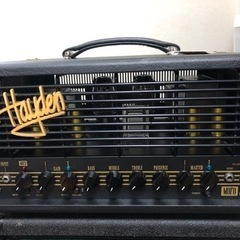 Hayden
GAIN BASS MIDDLE TREBLE PRESENCE MASTER
MOFO